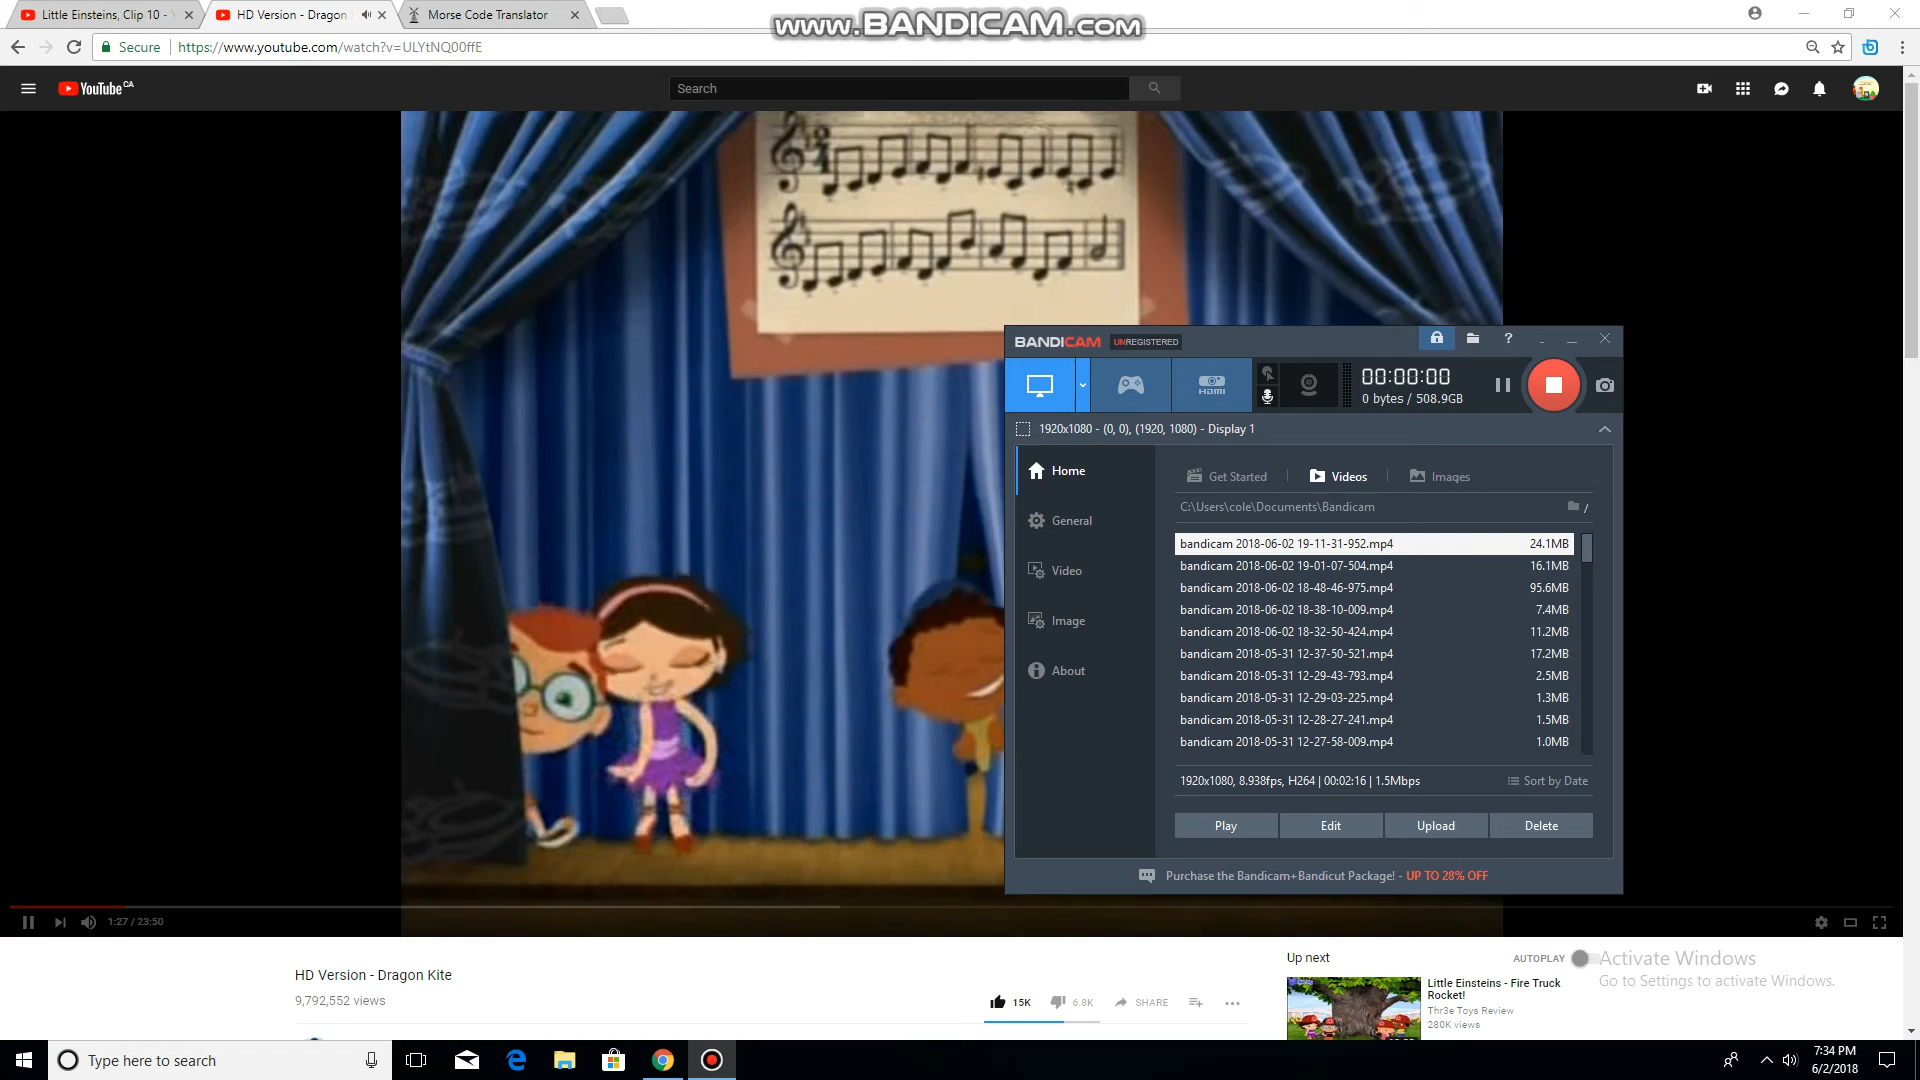 Little Einsteins, Clip 10 - Y
HD Version - Dragon
Morse Code Translator
www.BANDICAM.com
Secure
https://www.youtube.com/watch?v=ULYtNQ00ffE
YouTube CA
Search
BANDICAM UNREGISTERED
?
HDMI
00:00:00
0 bytes / 508.9GB
1920x1080 - (0, 0), (1920, 1080) - Display 1
Home
General
Video
Image
About
Get Started
Videos
Images
C:\Users\cole\Documents\Bandicam
/
bandicam 2018-06-02 19-11-31-952.mp4 24.1MB
bandicam 2018-06-02 19-01-07-504.mp4 16.1MB
bandicam 2018-06-02 18-48-46-975.mp4 95.6MB
bandicam 2018-06-02 18-38-10-009.mp4 7.4MB
bandicam 2018-06-02 18-32-50-424.mp4 11.2MB
bandicam 2018-05-31 12-37-50-521.mp4 17.2MB
bandicam 2018-05-31 12-29-43-793.mp4 2.5MB
bandicam 2018-05-31 12-29-03-225.mp4 1.3MB
bandicam 2018-05-31 12-28-27-241.mp4 1.5MB
bandicam 2018-05-31 12-27-58-009.mp4 1.0MB
1920x1080, 8.938fps, H264 | 00:02:16 | 1.5Mbps
Sort by Date
Play
Edit
Upload
Delete
Purchase the Bandicam+Bandicut Package! - UP TO 28% OFF
1:27 / 23:50
HD Version - Dragon Kite
9,792,552 views
15K
6.8K
SHARE
Up next
AUTOPLAY
Little Einsteins - Fire Truck
Rocket!
Thr3e Toys Review
280K views
Activate Windows
Go to Settings to activate Windows.
Type here to search
7:34 PM
6/2/2018